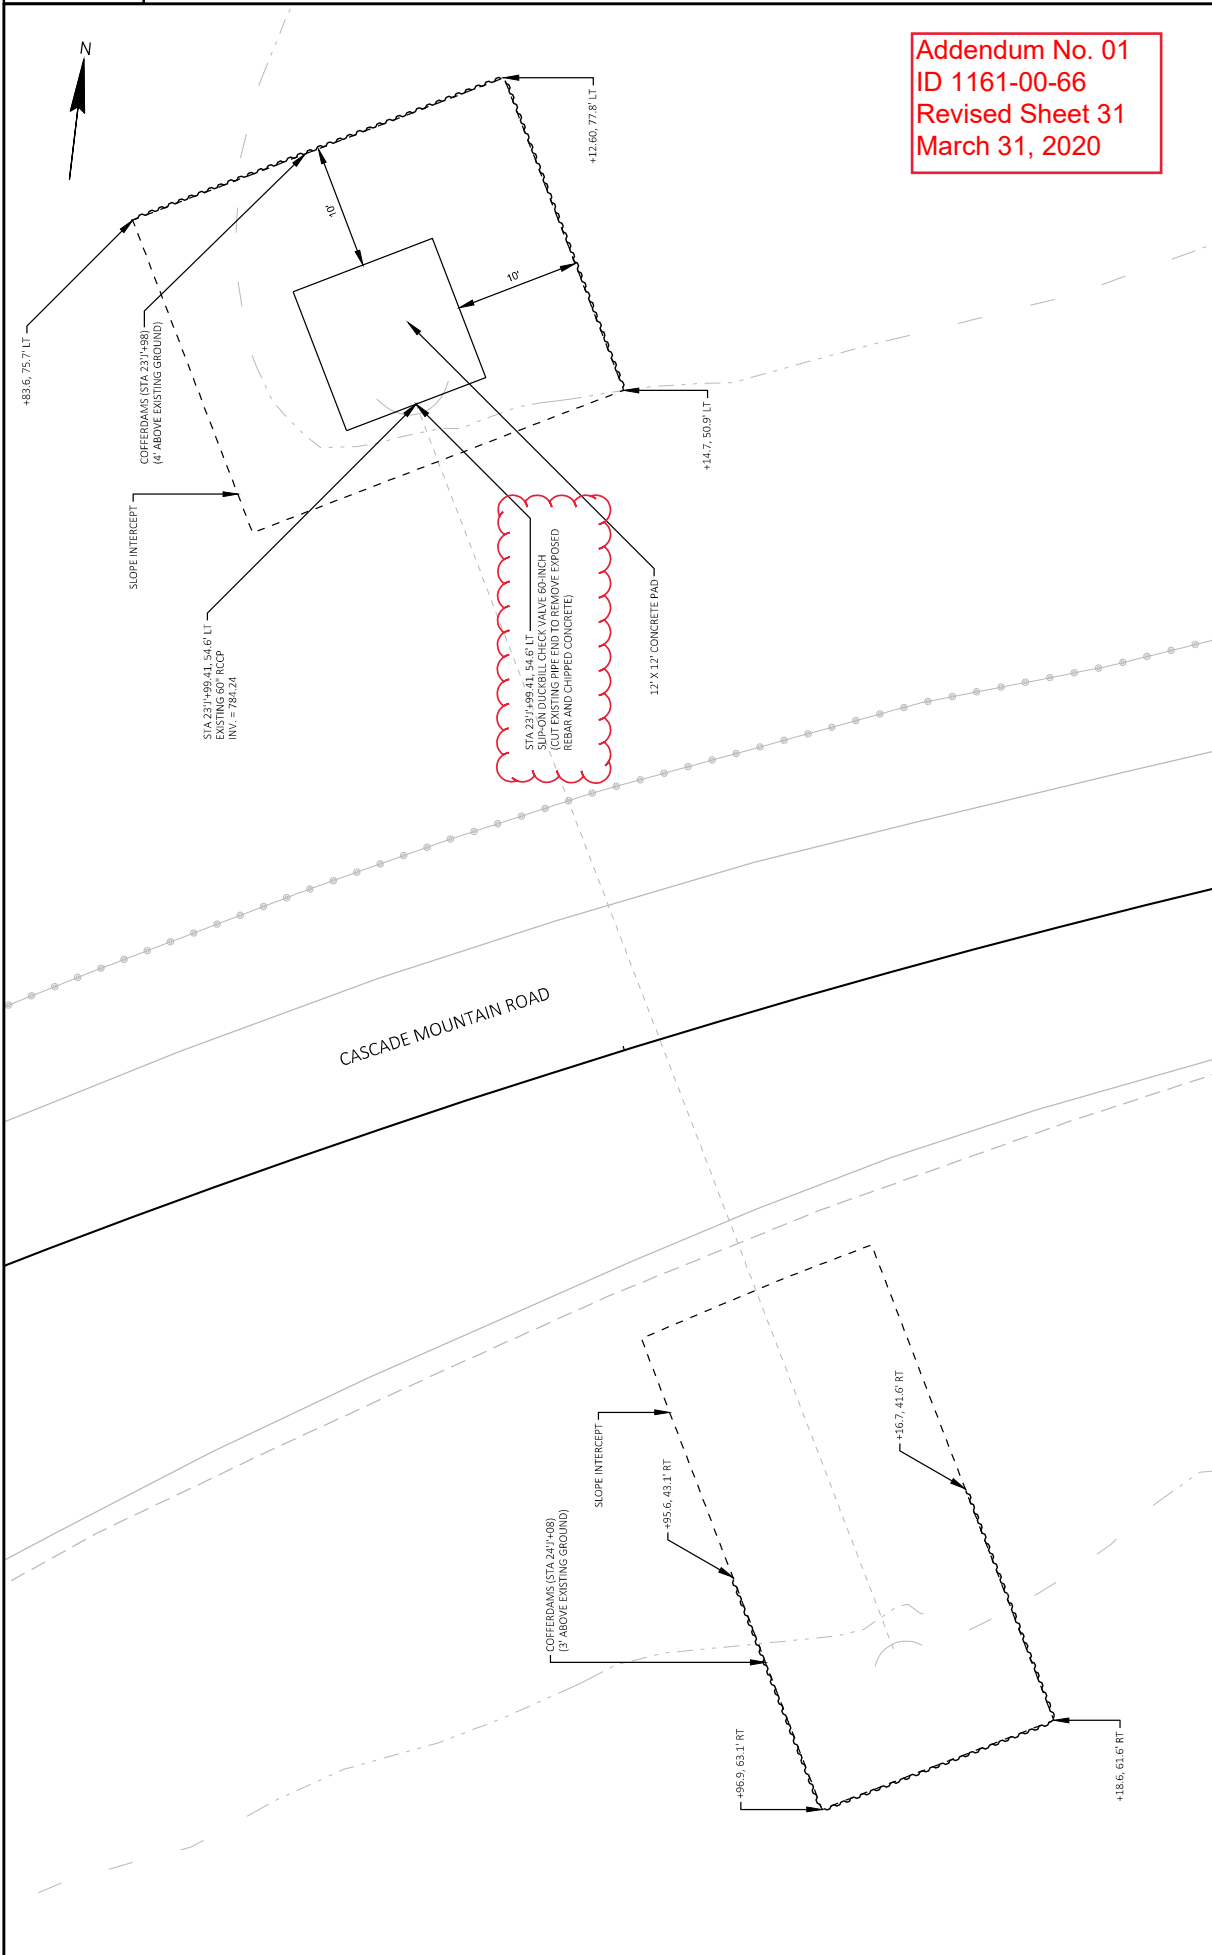 N
Addendum No. 01
ID 1161-00-66
Revised Sheet 31
March 31, 2020
+12.60, 77.8' LT
10'
10'
+83.6, 75.7' LT
COFFERDAMS (STA 23'J'+98)
(4' ABOVE EXISTING GROUND)
+14.7, 50.9' LT
SLOPE INTERCEPT
STA 23'J'+99.41, 54.6' LT
EXISTING 60" RCCP
INV. = 784.24
STA 23'J'+99.41, 54.6' LT
SLIP-ON DUCKBILL CHECK VALVE 60-INCH
(CUT EXISTING PIPE END TO REMOVE EXPOSED
REBAR AND CHIPPED CONCRETE)
12' X 12' CONCRETE PAD
CASCADE MOUNTAIN ROAD
SLOPE INTERCEPT
+16.7, 41.6' RT
+95.6, 43.1' RT
COFFERDAMS (STA 24'J'+08)
(3' ABOVE EXISTING GROUND)
+96.9, 63.1' RT
+18.6, 61.6' RT